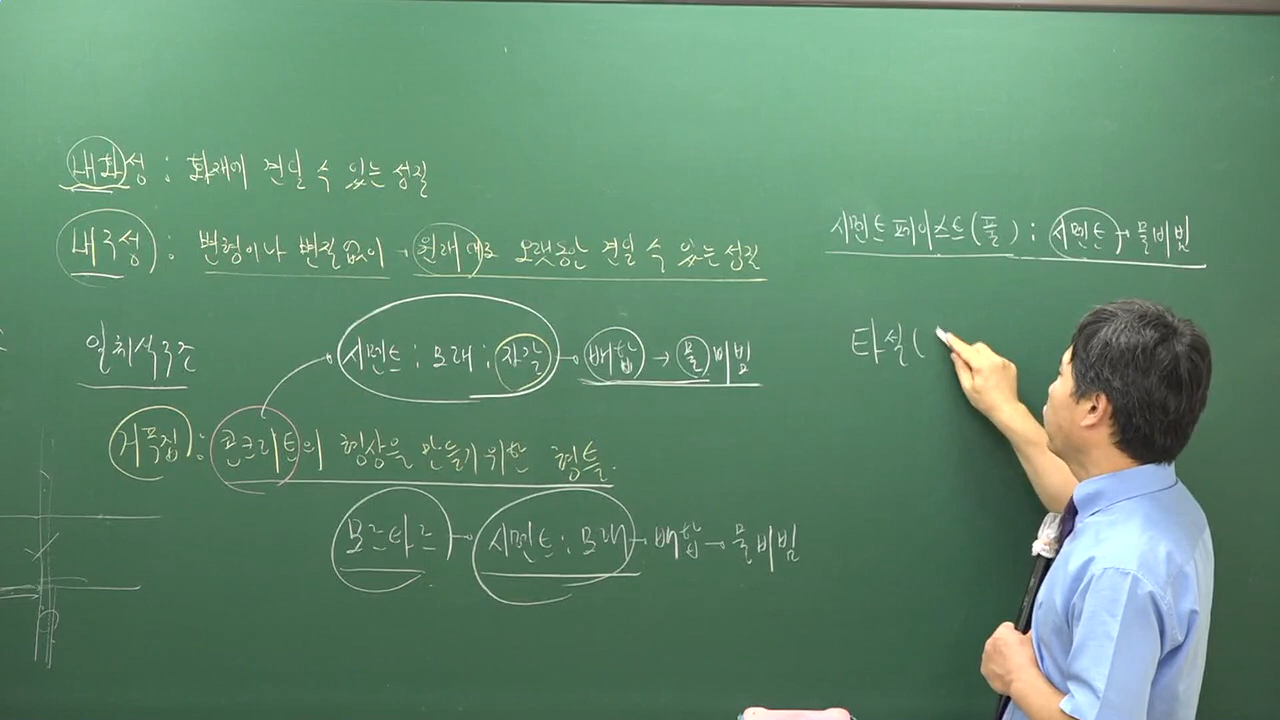 내화성 : 화재에 견딜 수 있는 성질
내구성 : 변형이나 변질없이 → 원래대로 오랫동안 견딜 수 있는 성질
일체식구조
시멘트 : 모래 : 자갈 → 배합 → 물비빔
거푸집 : 콘크리트의 형상을 만들기위한 형틀.
모르타르 → 시멘트 : 모래 → 배합 → 물비빔
시멘트페이스트(풀) : 시멘트 → 물비빔
타설(